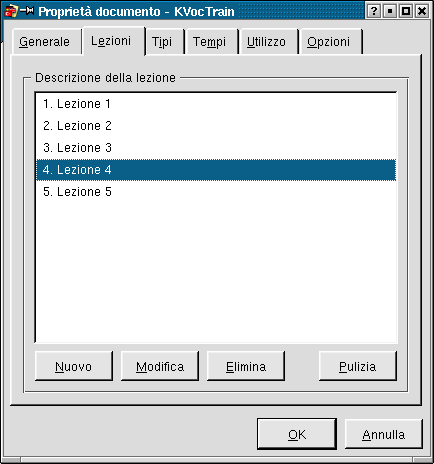 Proprietà documento - KVocTrain
Generale Lezioni Tipi Tempi Utilizzo Opzioni
Descrizione della lezione
1. Lezione 1
2. Lezione 2
3. Lezione 3
4. Lezione 4
5. Lezione 5
Nuovo Modifica Elimina Pulizia
OK Annulla